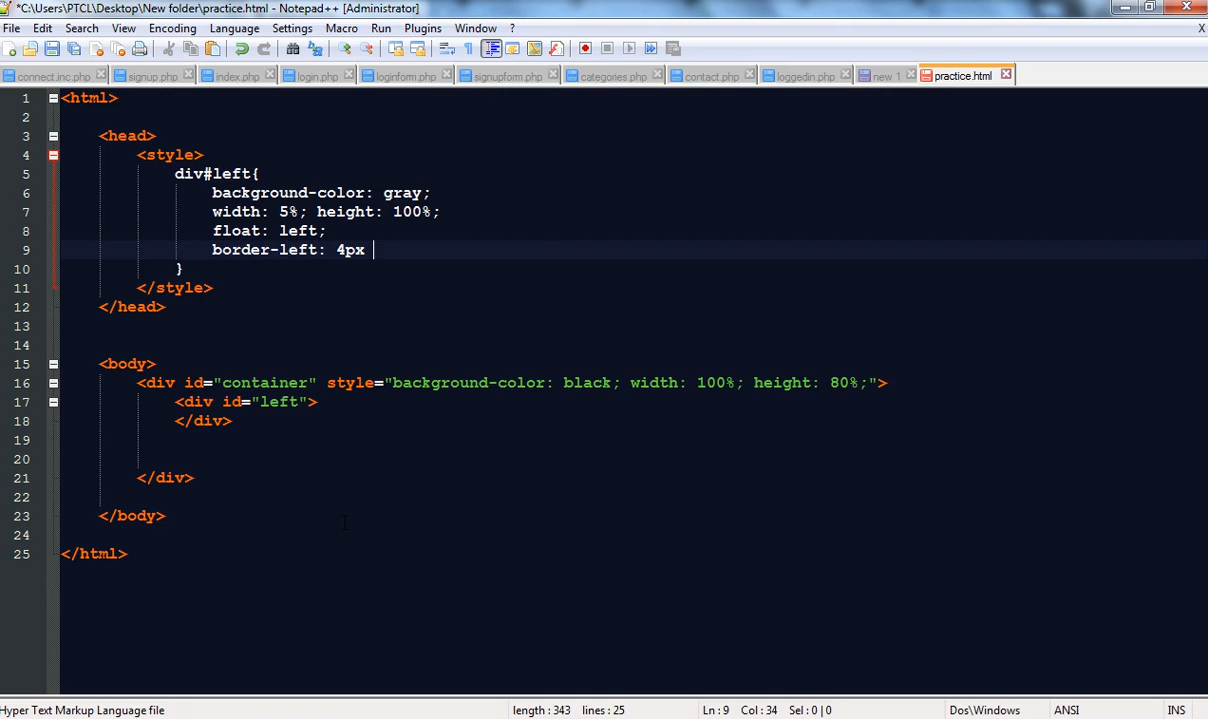 *C:\Users\PTCL\Desktop\New folder\practice.html - Notepad++ [Administrator]
File Edit Search View Encoding Language Settings Macro Run Plugins Window ? X
connect.inc.php signup.php index.php login.php loginform.php signupform.php categories.php contact.php loggedin.php new 1 practice.html
1 <html>
2
3 <head>
4 <style>
5 div#left{
6 background-color: gray;
7 width: 5%; height: 100%;
8 float: left;
9 border-left: 4px
10 }
11 </style>
12 </head>
13
14
15 <body>
16 <div id="container" style="background-color: black; width: 100%; height: 80%;">
17 <div id="left">
18 </div>
19
20
21 </div>
22
23 </body>
24
25 </html>
Hyper Text Markup Language file length : 343 lines : 25 Ln : 9 Col : 34 Sel : 0 | 0 Dos\Windows ANSI INS